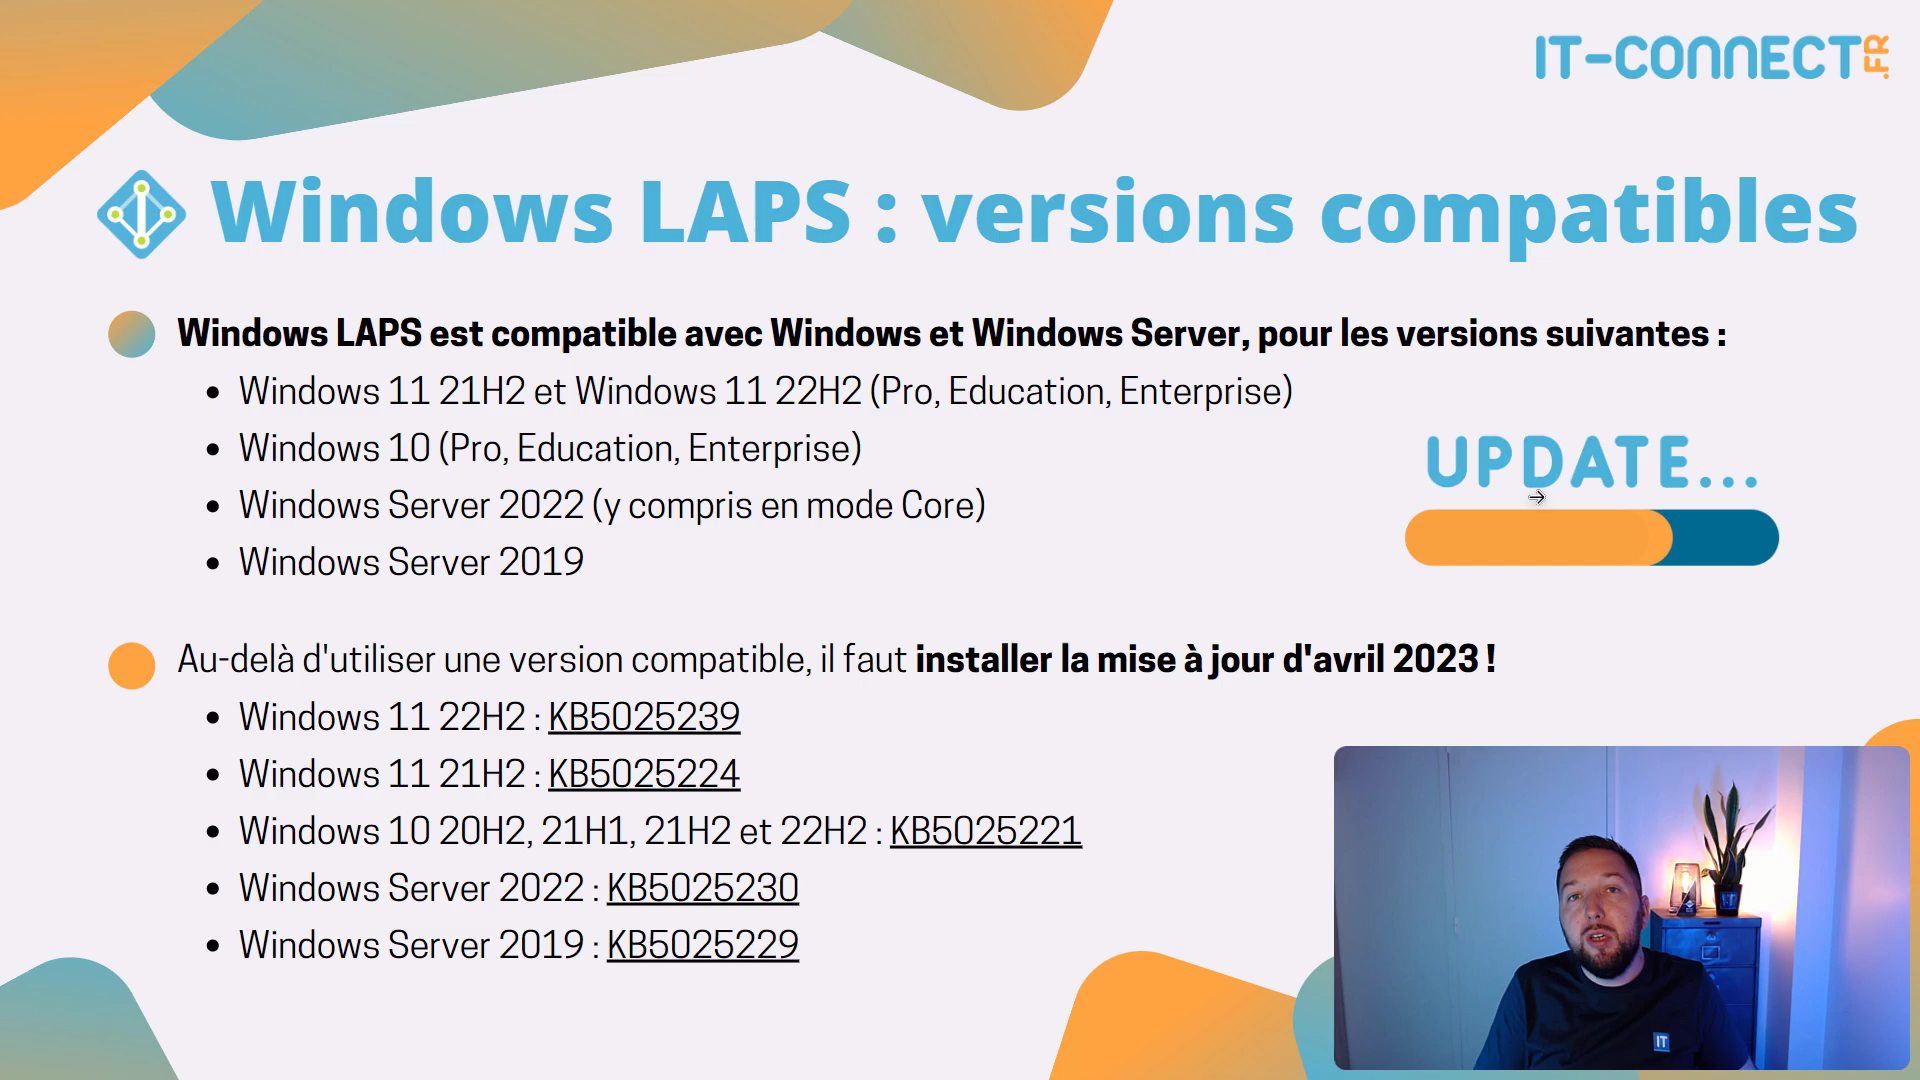 IT-CONNECT.FR
Windows LAPS : versions compatibles
Windows LAPS est compatible avec Windows et Windows Server, pour les versions suivantes :
• Windows 11 21H2 et Windows 11 22H2 (Pro, Education, Enterprise)
• Windows 10 (Pro, Education, Enterprise)
• Windows Server 2022 (y compris en mode Core)
• Windows Server 2019
UPDATE...
Au-delà d'utiliser une version compatible, il faut installer la mise à jour d'avril 2023 !
• Windows 11 22H2 : KB5025239
• Windows 11 21H2 : KB5025224
• Windows 10 20H2, 21H1, 21H2 et 22H2 : KB5025221
• Windows Server 2022 : KB5025230
• Windows Server 2019 : KB5025229
IT